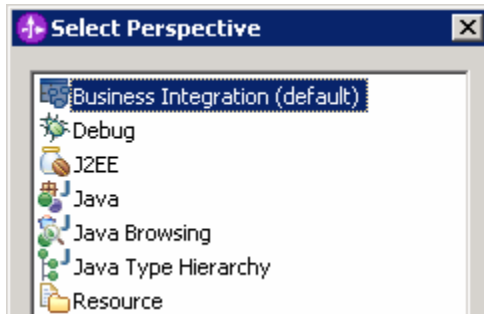 Select Perspective
Business Integration (default)
Debug
J2EE
Java
Java Browsing
Java Type Hierarchy
Resource